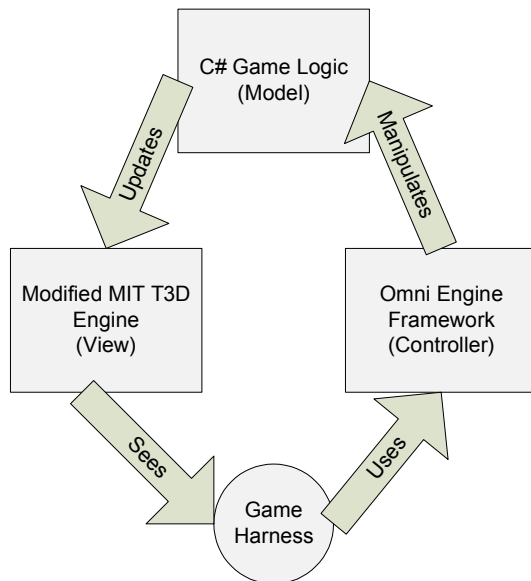 C# Game Logic
(Model)
Updates
Manipulates
Modified MIT T3D
Engine
(View)
Omni Engine
Framework
(Controller)
Sees
Uses
Game
Harness